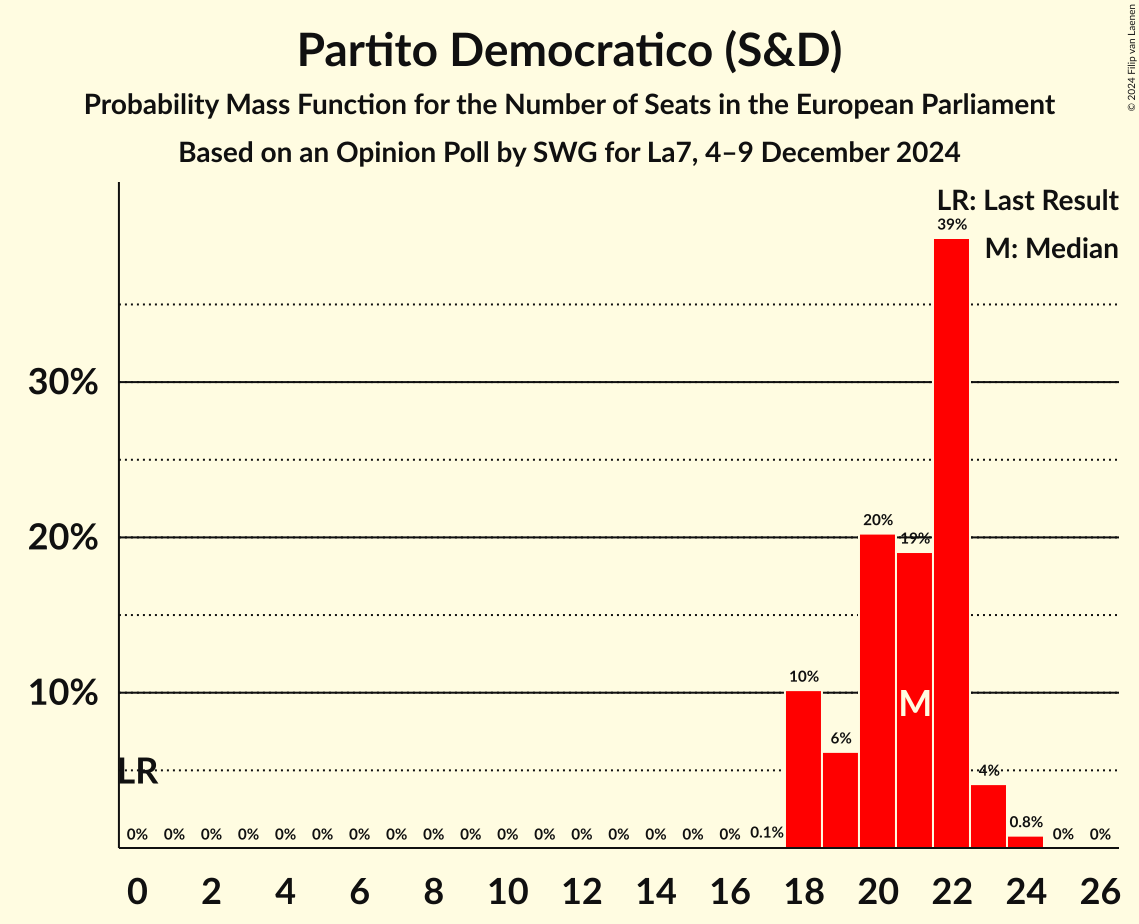 Partito Democratico (S&D)
Probability Mass Function for the Number of Seats in the European Parliament
Based on an Opinion Poll by SWG for La7, 4–9 December 2024
© 2024 Filip van Laenen
LR: Last Result
M: Median
39%
30%
20%
20%
19%
10%
10%
M
6%
LR
4%
0% 0% 0% 0% 0% 0% 0% 0% 0% 0% 0% 0% 0% 0% 0% 0% 0% 0.1% 0.8% 0% 0%
0 2 4 6 8 10 12 14 16 18 20 22 24 26